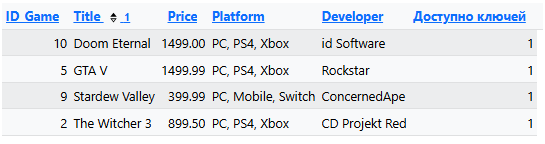 ID_Game Title 1 Price Platform Developer Доступно ключей
10 Doom Eternal 1499.00 PC, PS4, Xbox id Software 1
5 GTA V 1499.99 PC, PS4, Xbox Rockstar 1
9 Stardew Valley 399.99 PC, Mobile, Switch ConcernedApe 1
2 The Witcher 3 899.50 PC, PS4, Xbox CD Projekt Red 1